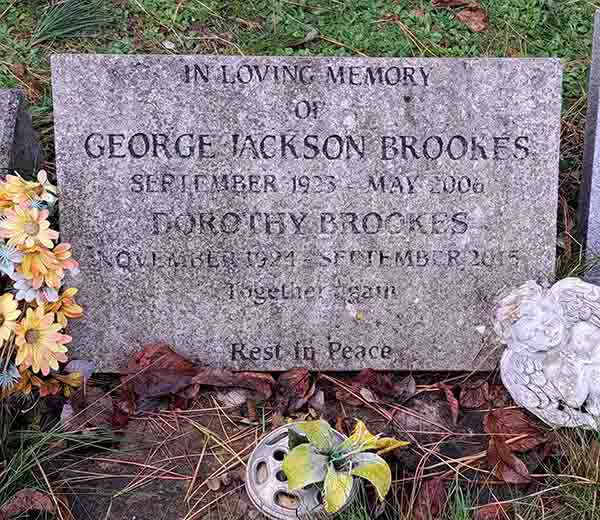 IN LOVING MEMORY
OF
GEORGE JACKSON BROOKES
SEPTEMBER 1923 - MAY 2006
DOROTHY BROOKES
NOVEMBER 1924 - SEPTEMBER 2015
Together again
Rest in Peace